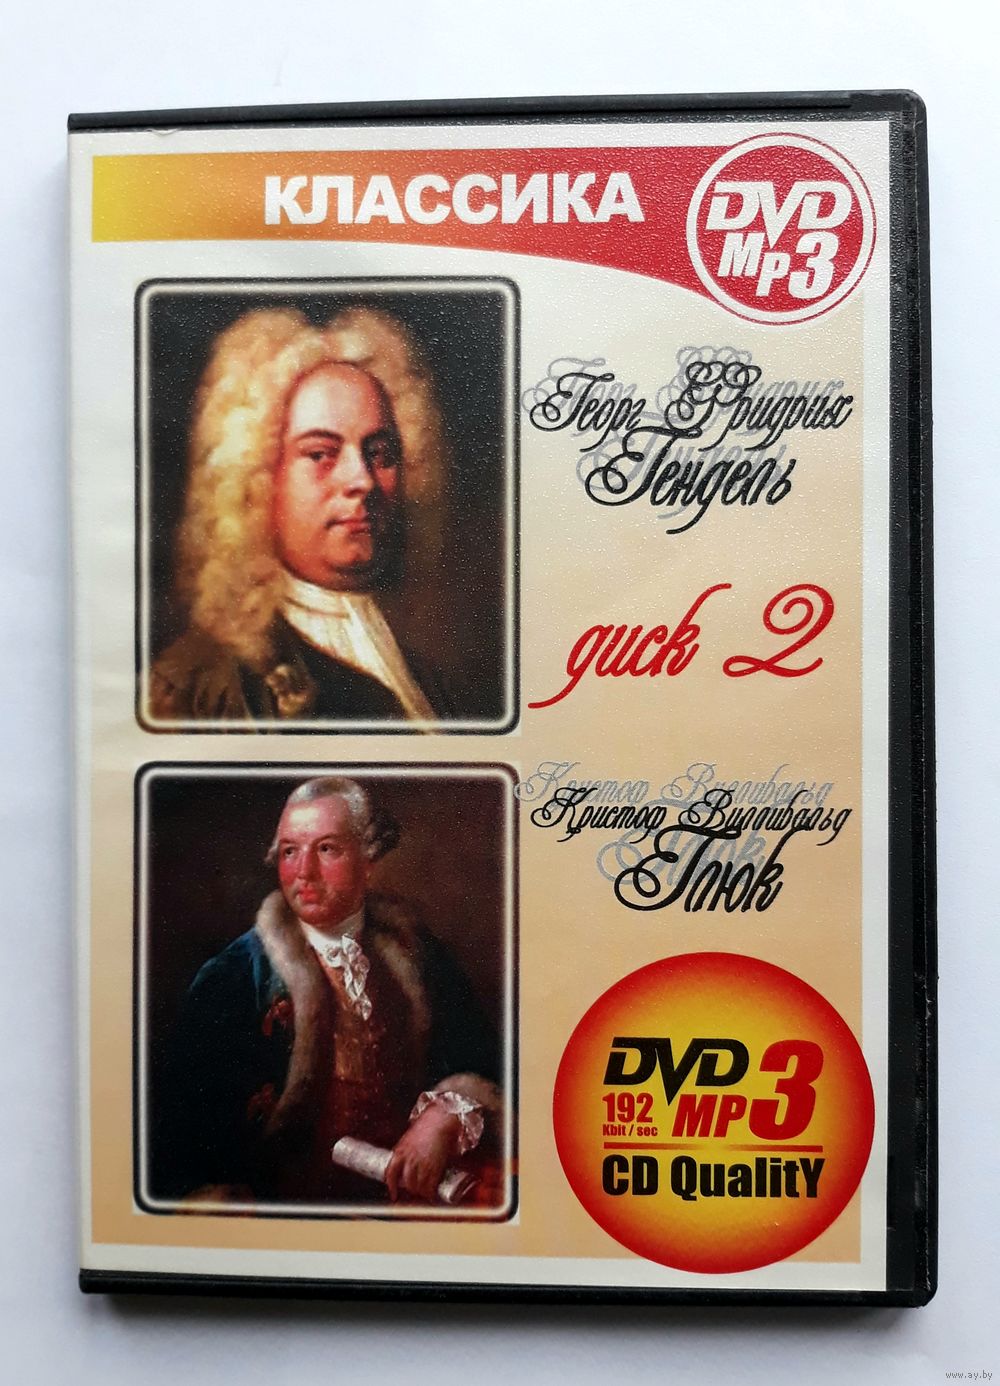 КЛАССИКА
DVD
MP3
Георг Фридрих
Гендель
диск 2
Кристоф Виллибальд
Глюк
DVD
192
Kbit / sec
MP3
CD QualitY
www.ay.by